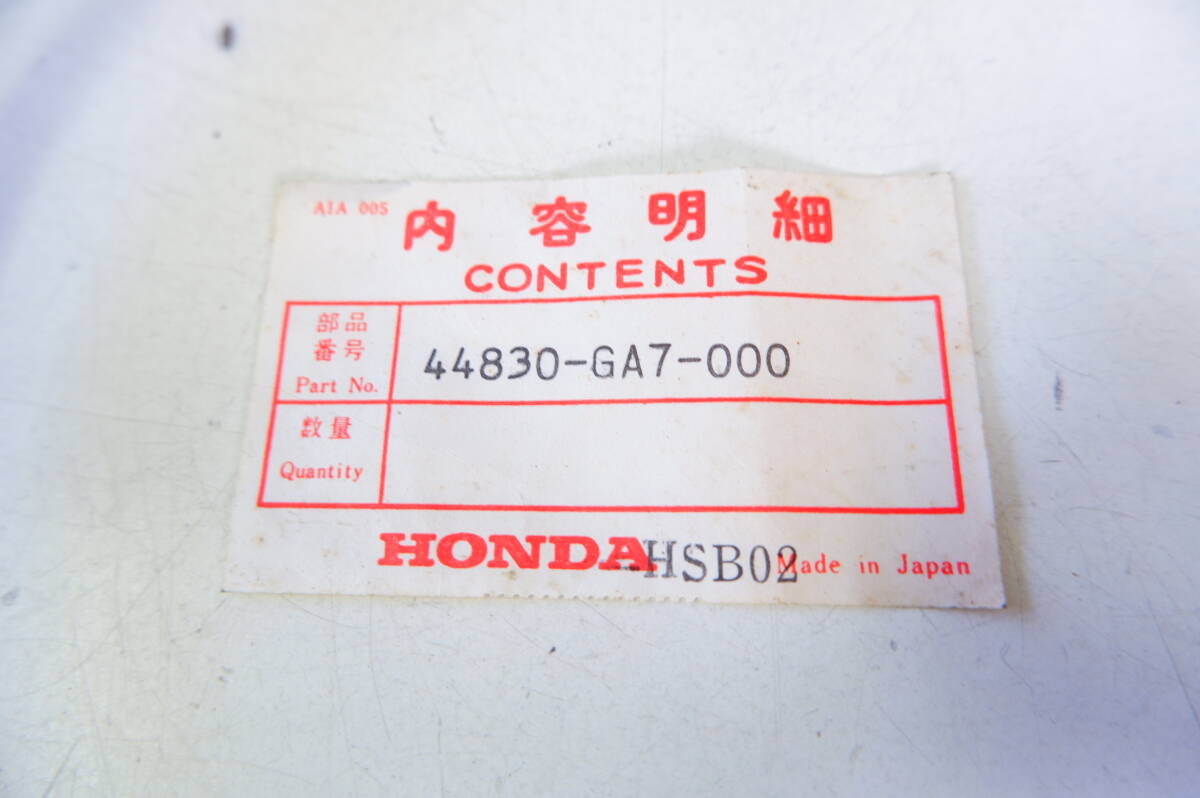 A1A 005
内容明細
CONTENTS
部品
番号
Part No.
44830-GA7-000
数量
Quantity
HONDA HSB02 Made in Japan